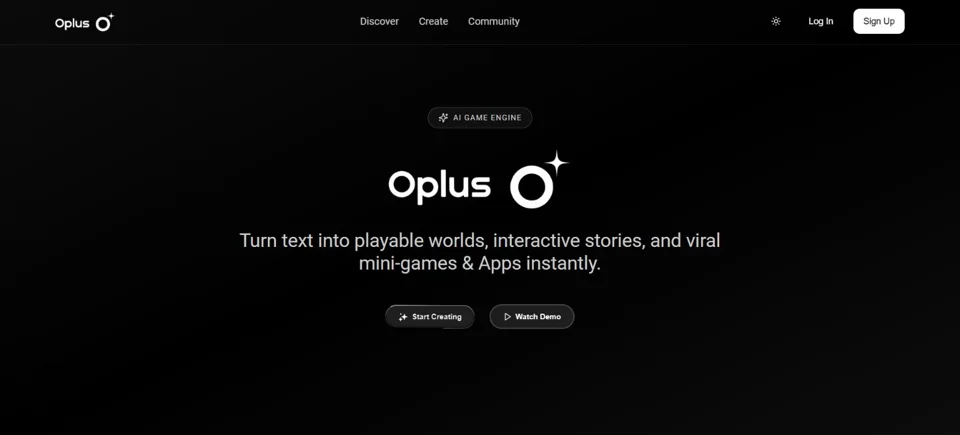 Oplus
Discover
Create
Community
Log In
Sign Up
AI GAME ENGINE
Oplus
Turn text into playable worlds, interactive stories, and viral
mini-games & Apps instantly.
Start Creating
Watch Demo